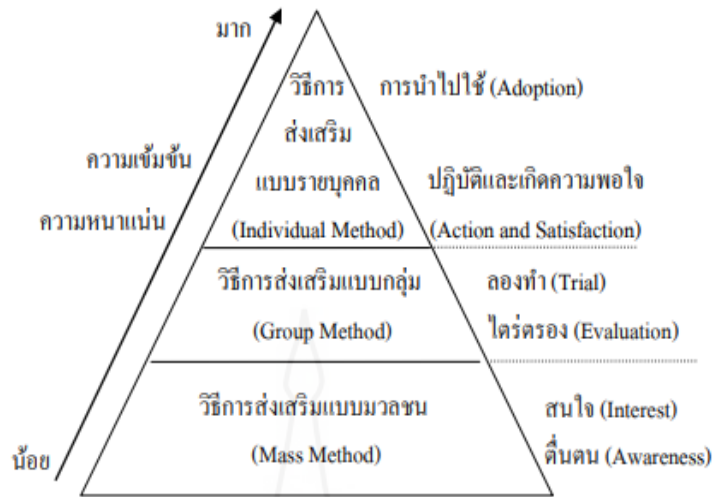 มาก
วิธีการ
การนำไปใช้ (Adoption)
ส่งเสริม
ความเข้มข้น
แบบรายบุคคล
ปฏิบัติและเกิดความพอใจ
ความหนาแน่น
(Individual Method)
(Action and Satisfaction)
วิธีการส่งเสริมแบบกลุ่ม
ลองทำ (Trial)
(Group Method)
ไตร่ตรอง (Evaluation)
วิธีการส่งเสริมแบบมวลชน
สนใจ (Interest)
น้อย
(Mass Method)
ตื่นตน (Awareness)